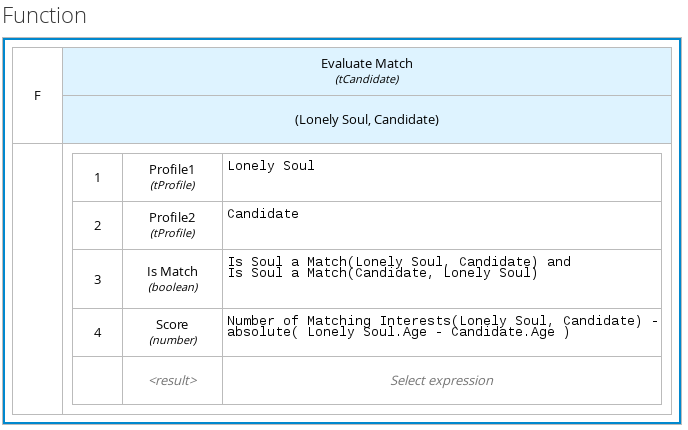 Function
F
Evaluate Match
(tCandidate)
(Lonely Soul, Candidate)
1
Profile1
(tProfile)
Lonely Soul
2
Profile2
(tProfile)
Candidate
3
Is Match
(boolean)
Is Soul a Match(Lonely Soul, Candidate) and
Is Soul a Match(Candidate, Lonely Soul)
4
Score
(number)
Number of Matching Interests(Lonely Soul, Candidate) -
absolute( Lonely Soul.Age - Candidate.Age )
<result>
Select expression